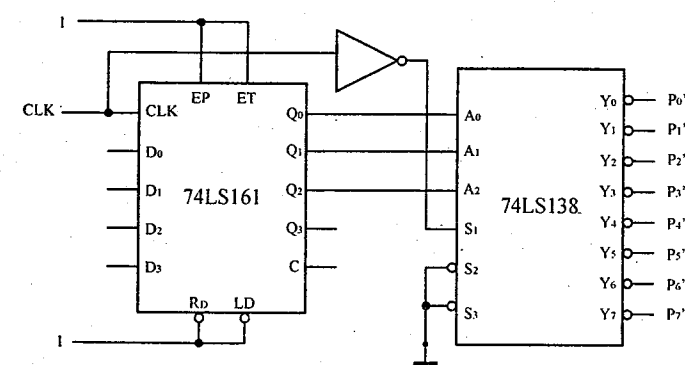 1
EP ET
CLK
CLK
D0
D1
D2
D3
74LS161
Q0
Q1
Q2
Q3
C
RD LD
1
A0
A1
A2
S1
S2
S3
74LS138
Y0 P0'
Y1 P1'
Y2 P2'
Y3 P3'
Y4 P4'
Y5 P5'
Y6 P6'
Y7 P7'